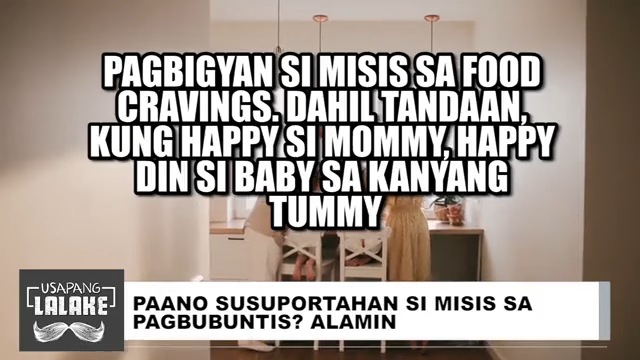 PAGBIGYAN SI MISIS SA FOOD
CRAVINGS. DAHIL TANDAAN,
KUNG HAPPY SI MOMMY, HAPPY
DIN SI BABY SA KANYANG
TUMMY
USAPANG
LALAKE
PAANO SUSUPORTAHAN SI MISIS SA
PAGBUBUNTIS? ALAMIN